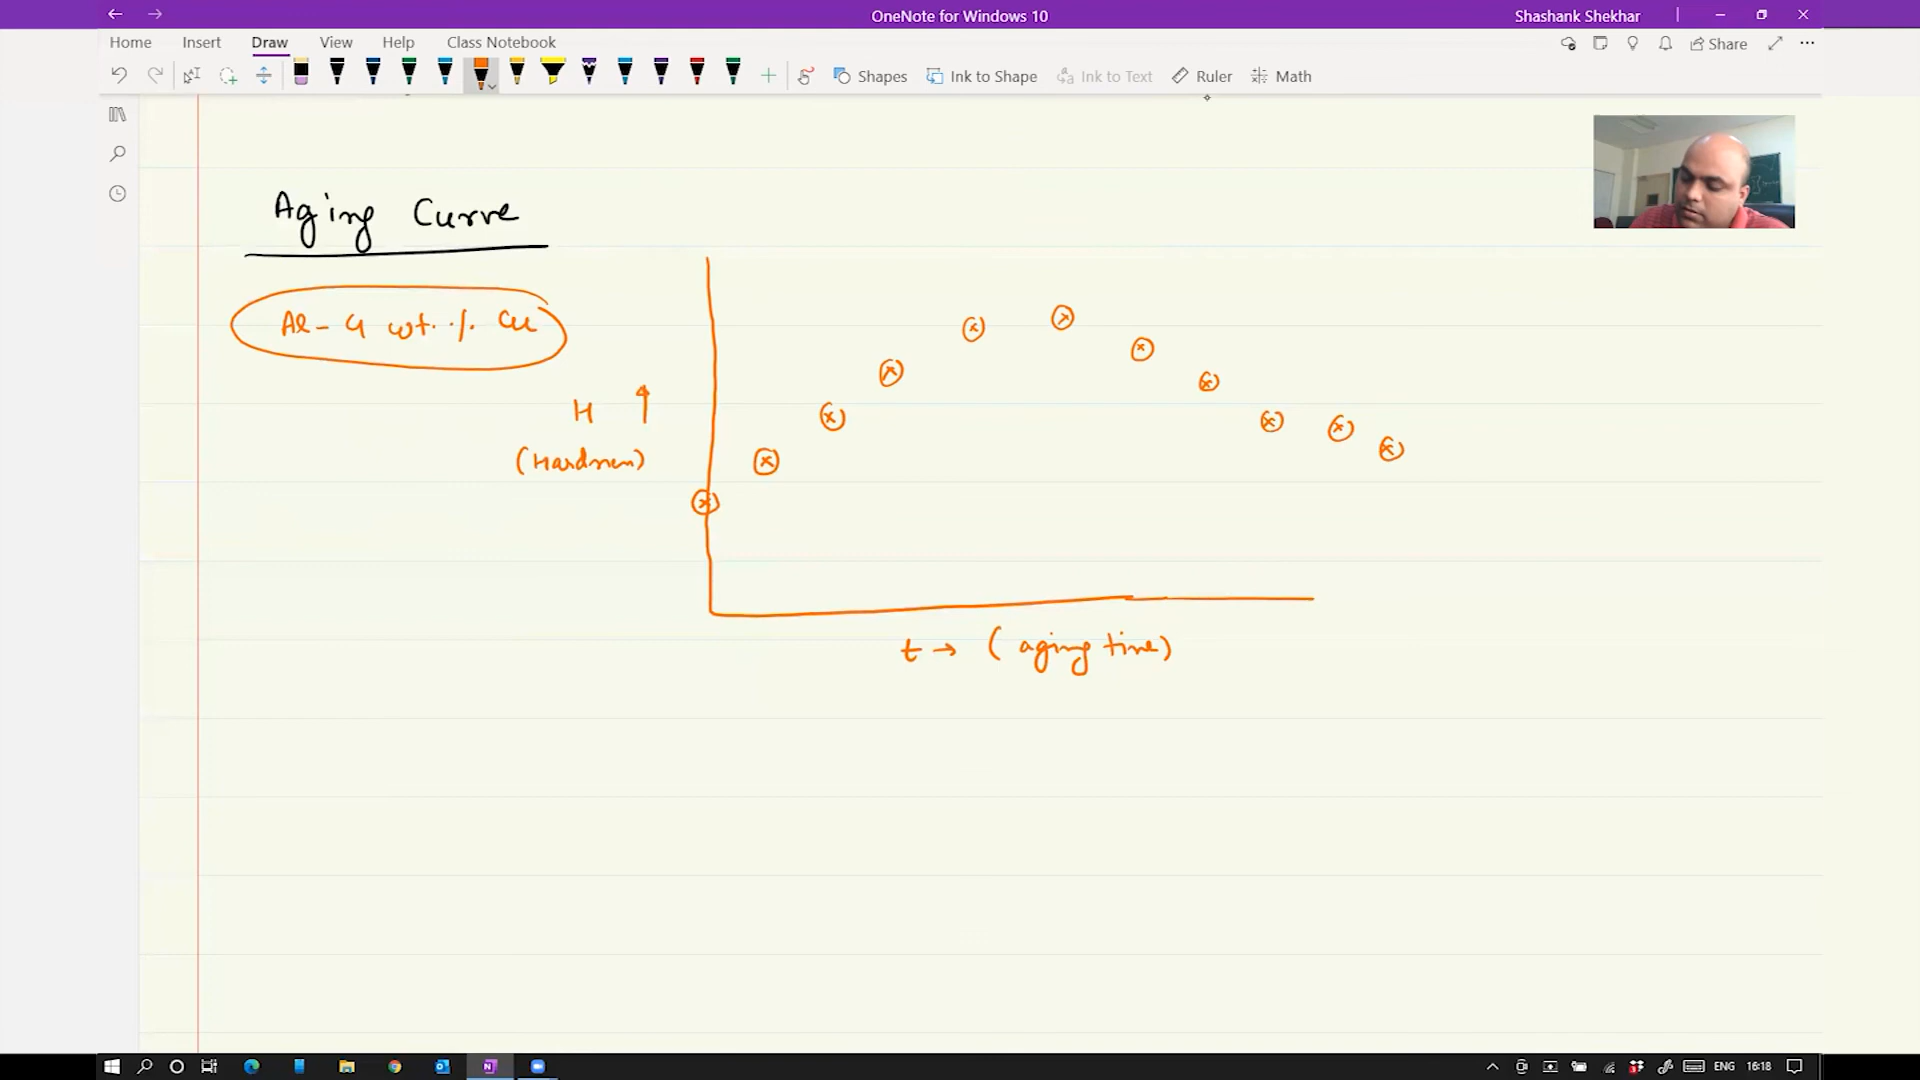 OneNote for Windows 10
Shashank Shekhar
Home Insert Draw View Help Class Notebook
Share
Shapes Ink to Shape Ink to Text Ruler Math
Aging Curve
Al - 4 wt. % Cu
H ↑
(Hardness)
t → (aging time)
ENG 16:18